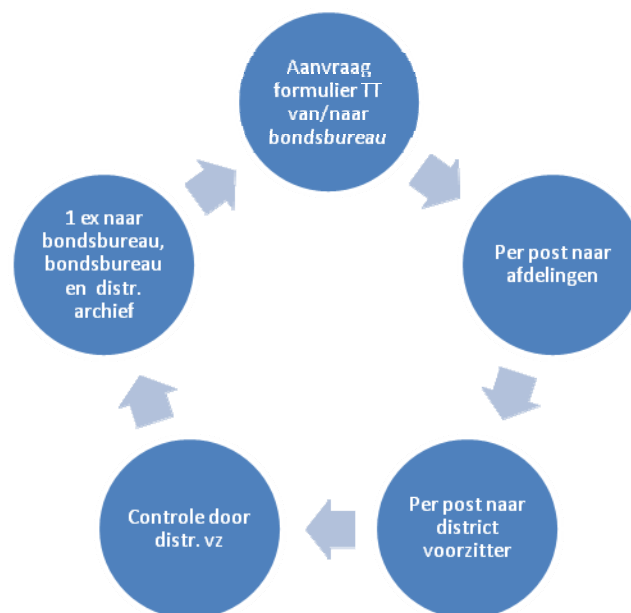 Aanvraag
formulier TT
van/naar
bondsbureau
Per post naar
afdelingen
Per post naar
district
voorzitter
Controle door
distr. vz
1 ex naar
bondsbureau,
bondsbureau
en distr.
archief